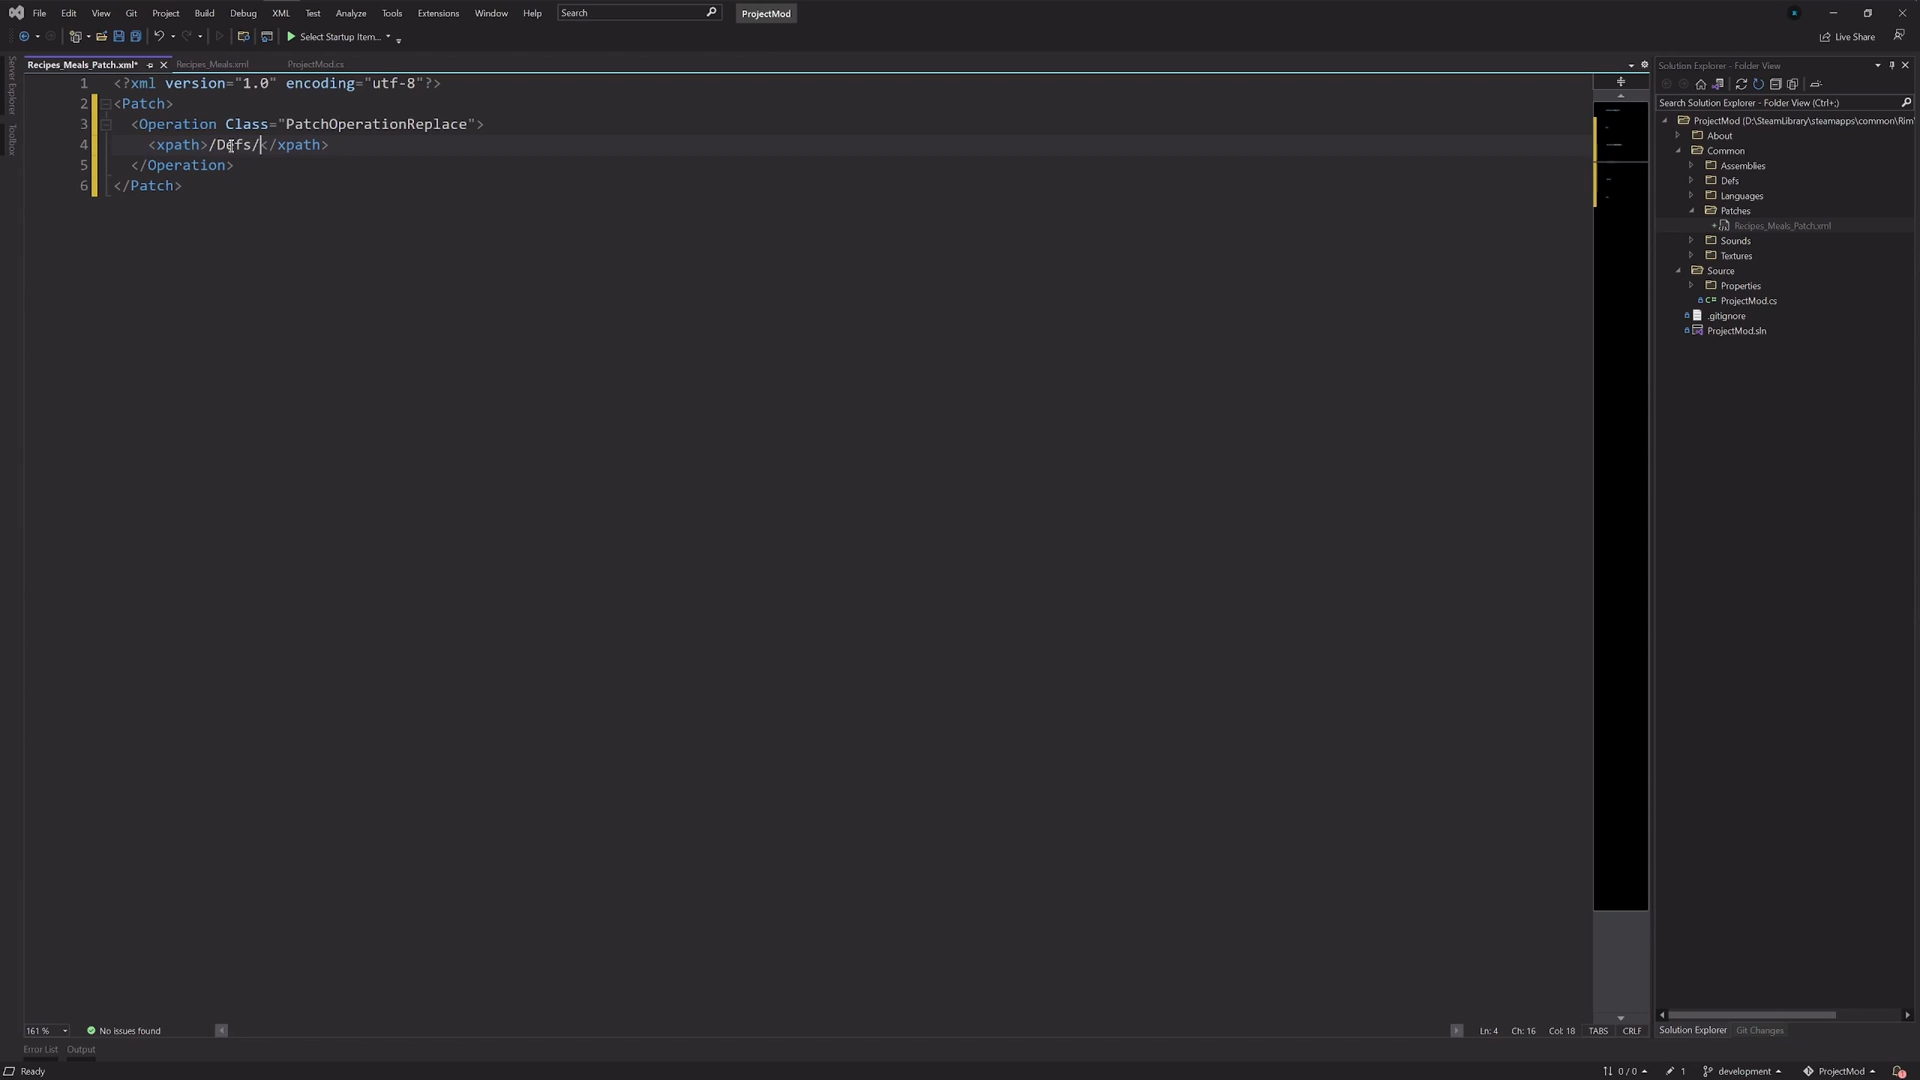 File Edit View Git Project Build Debug XML Test Analyze Tools Extensions Window Help Search ProjectMod
Select Startup Item... Live Share
Recipes_Meals_Patch.xml* Recipes_Meals.xml ProjectMod.cs
Server Explorer
Toolbox
1 <?xml version="1.0" encoding="utf-8"?>
2 <Patch>
3 <Operation Class="PatchOperationReplace">
4 <xpath>/Defs/</xpath>
5 </Operation>
6 </Patch>
Solution Explorer - Folder View
Search Solution Explorer - Folder View (Ctrl+;)
ProjectMod (D:\SteamLibrary\steamapps\common\Rim
About
Common
Assemblies
Defs
Languages
Patches
Recipes_Meals_Patch.xml
Sounds
Textures
Source
Properties
C# ProjectMod.cs
.gitignore
ProjectMod.sln
161 % No issues found Ln: 4 Ch: 16 Col: 18 TABS CRLF
Solution Explorer Git Changes
Error List Output
Ready 0 / 0 1 development ProjectMod